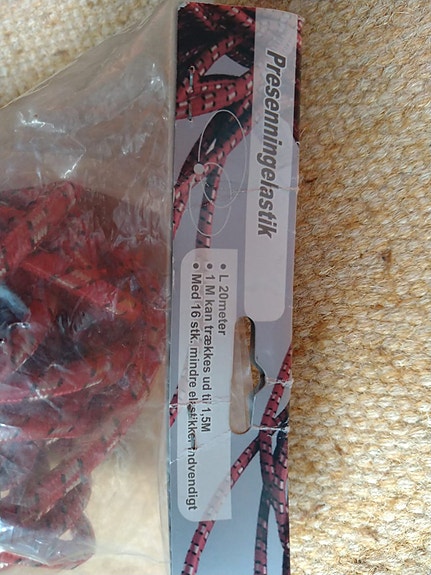 Presenningelastik
• L 20meter
• 1 M kan trækkes ud til 1,5M
• Med 16 stk. mindre elastikker indvendigt